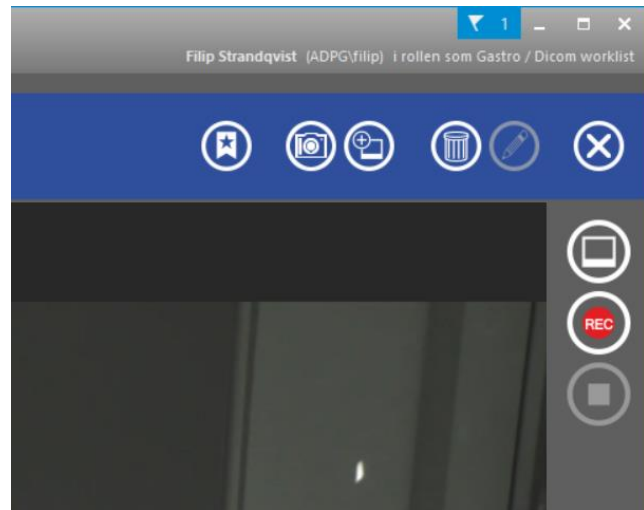 1
Filip Strandqvist (ADPG\filip) i rollen som Gastro / Dicom worklist
REC